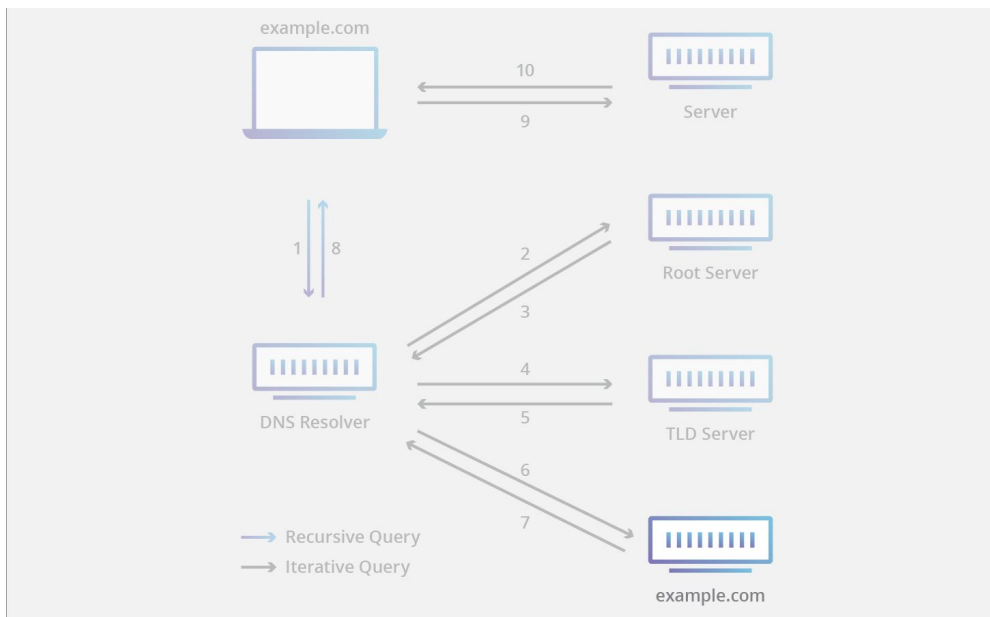 example.com
10
9
Server
1
8
2
3
Root Server
4
5
DNS Resolver
TLD Server
6
7
Recursive Query
Iterative Query
example.com